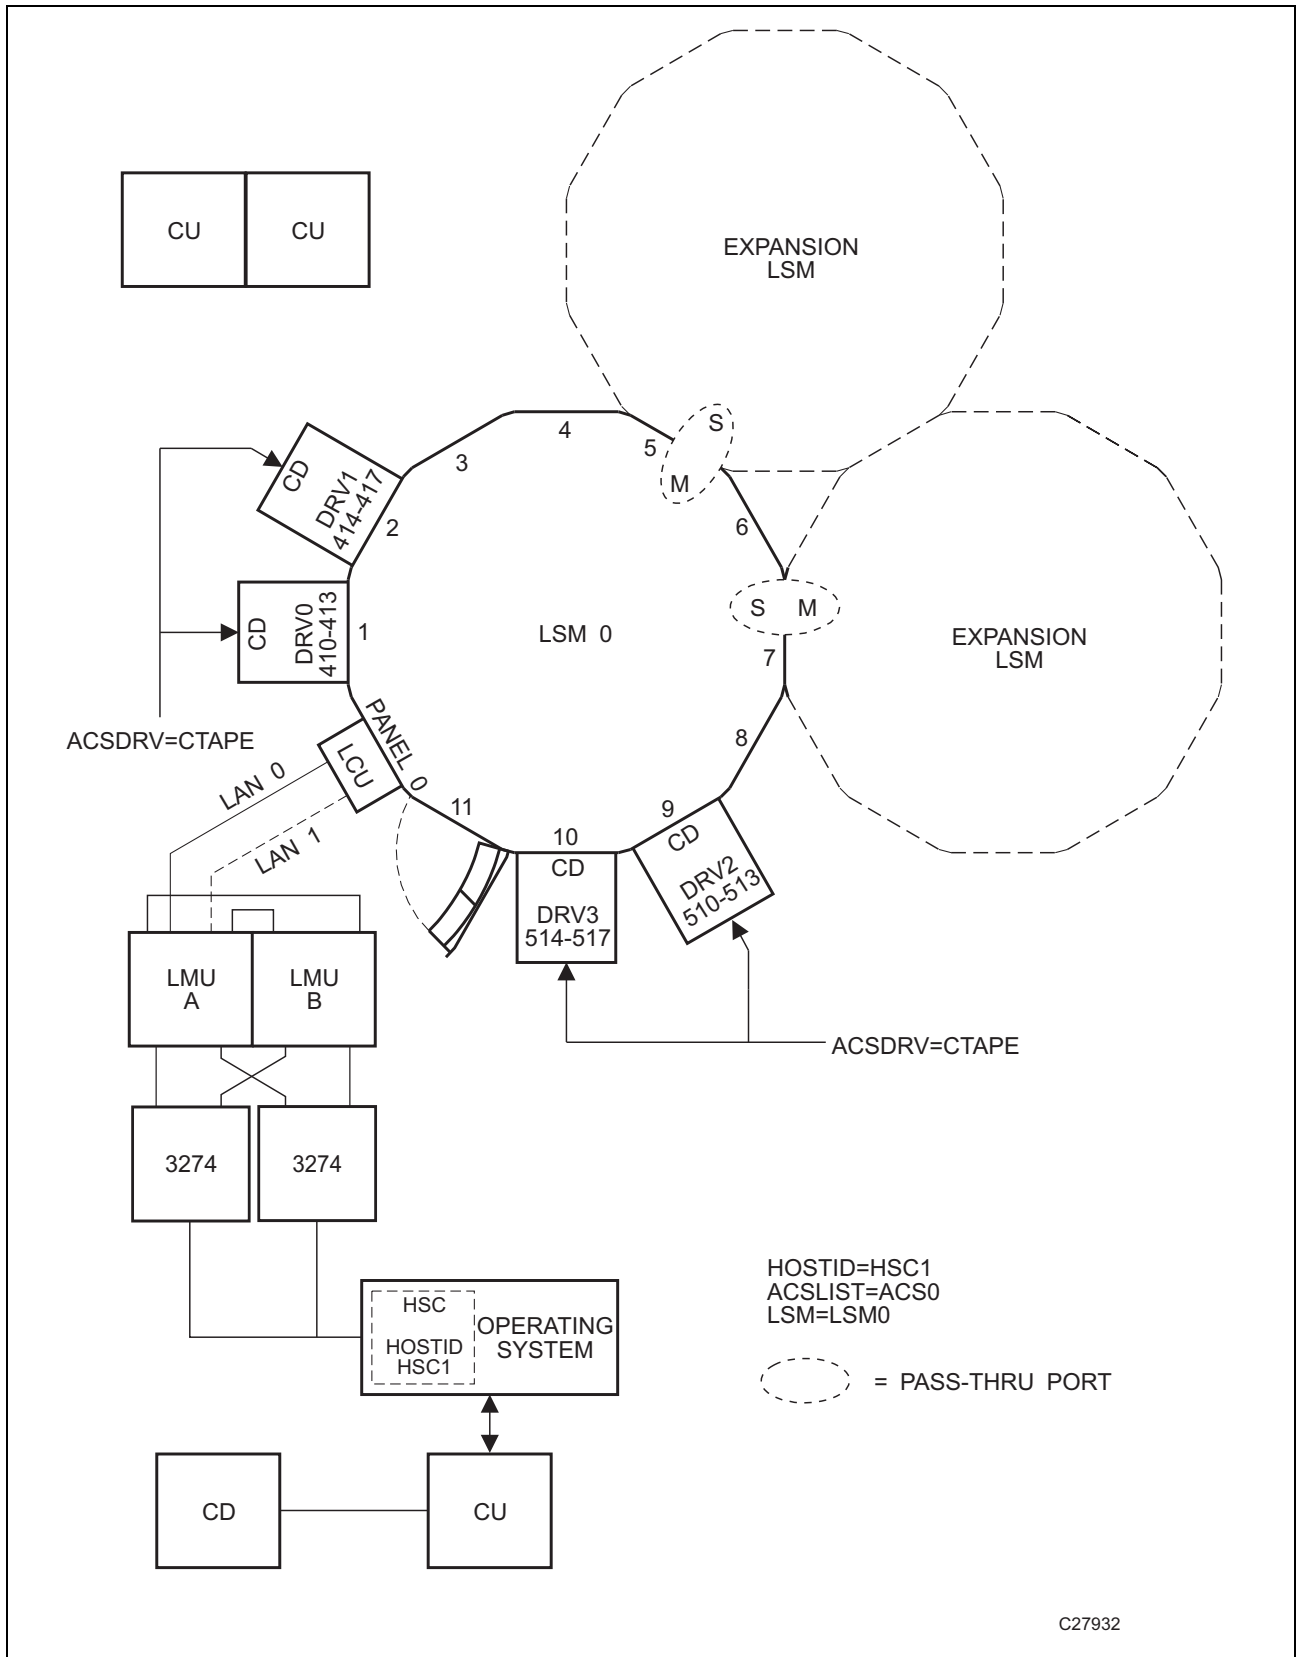 EXPANSION
LSM
CU
CU
4
5
S
M
3
6
CD
DRV1
414-417
2
S M
CD
DRV0
410-413
1
LSM 0
7
EXPANSION
LSM
ACSDRV=CTAPE
PANEL 0
LCU
8
LAN 0
LAN 1
11
10
9
CD
DRV3
514-517
CD
DRV2
510-513
LMU
A
LMU
B
ACSDRV=CTAPE
3274
3274
HOSTID=HSC1
ACSLIST=ACS0
LSM=LSM0
HSC
HOSTID
HSC1
OPERATING
SYSTEM
= PASS-THRU PORT
CD
CU
C27932